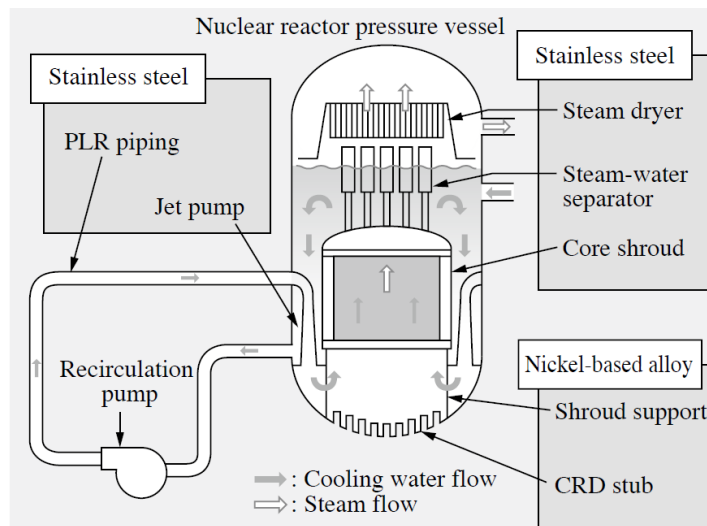 Nuclear reactor pressure vessel
Stainless steel
PLR piping
Jet pump
Recirculation
pump
Stainless steel
Steam dryer
Steam-water
separator
Core shroud
Nickel-based alloy
Shroud support
CRD stub
: Cooling water flow
: Steam flow